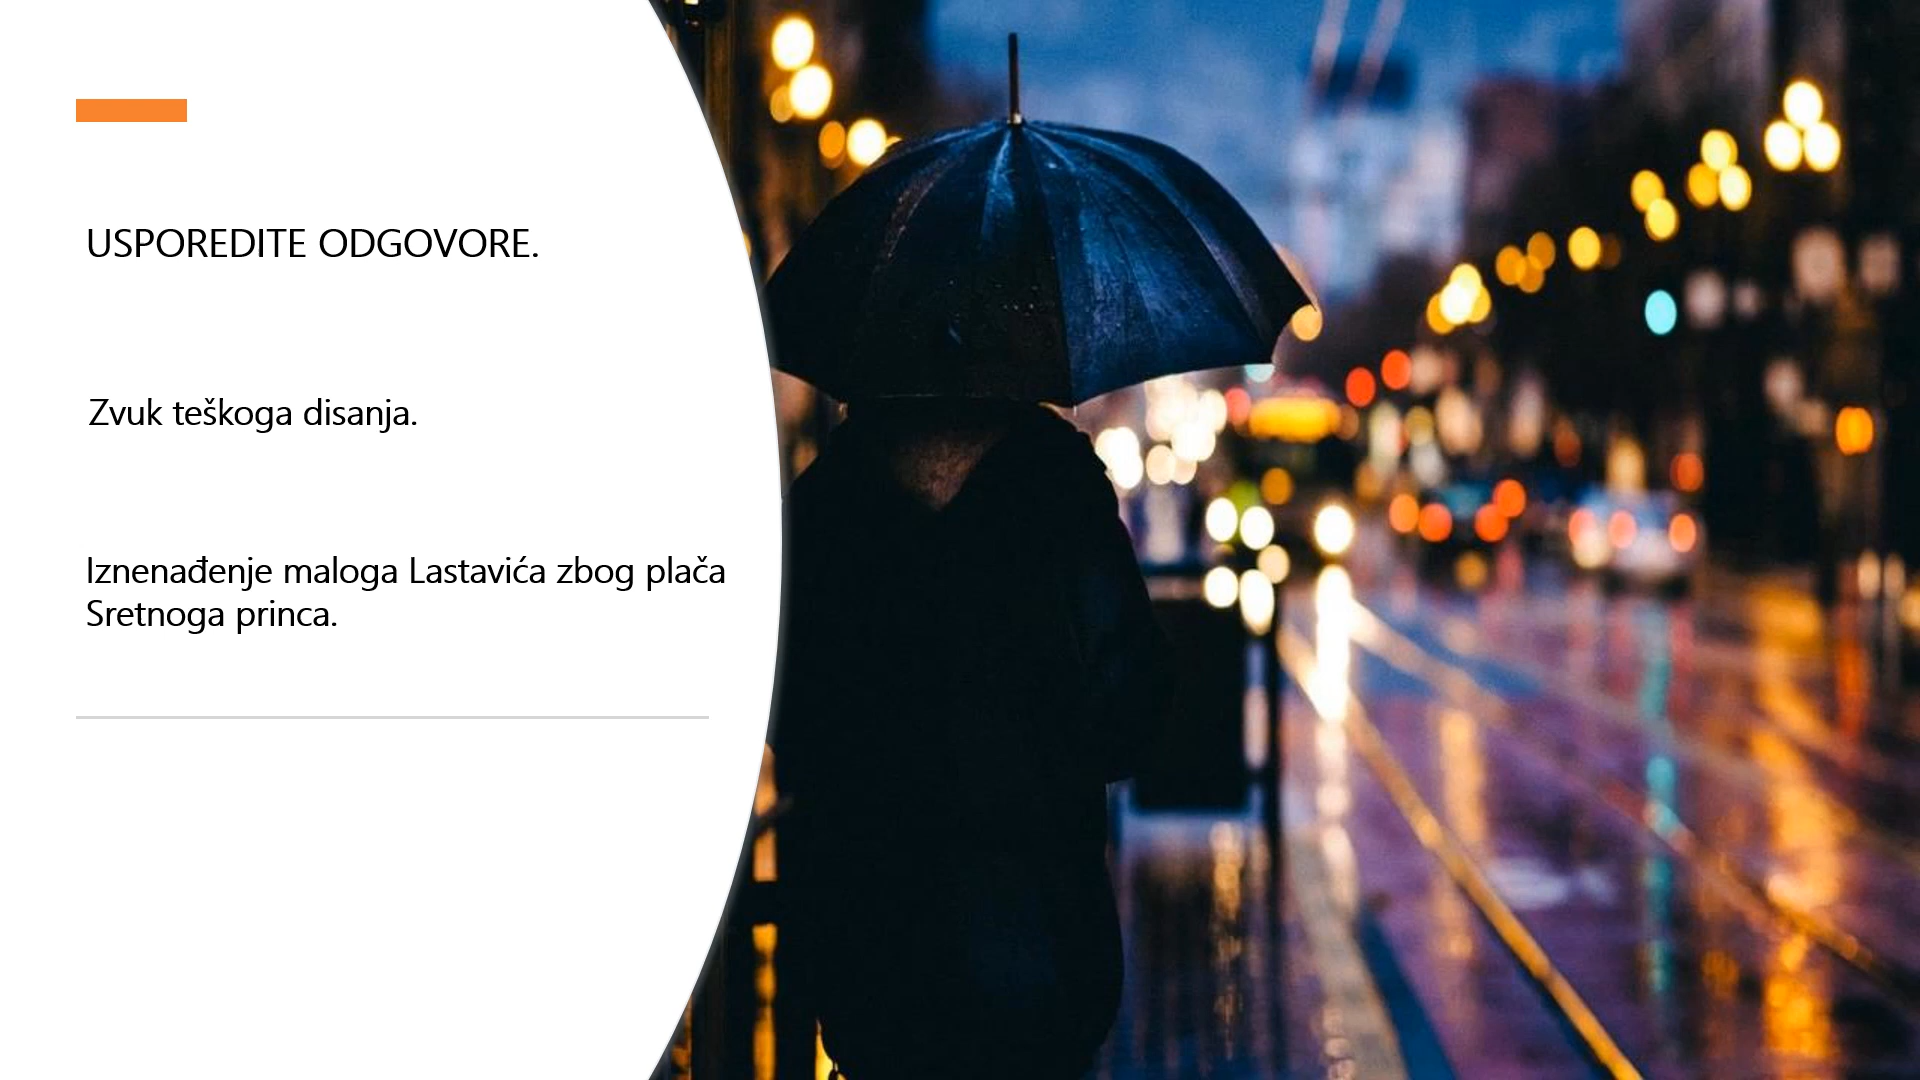 USPOREDITE ODGOVORE.
Zvuk teškoga disanja.
Iznenađenje maloga Lastavića zbog plača
Sretnoga princa.